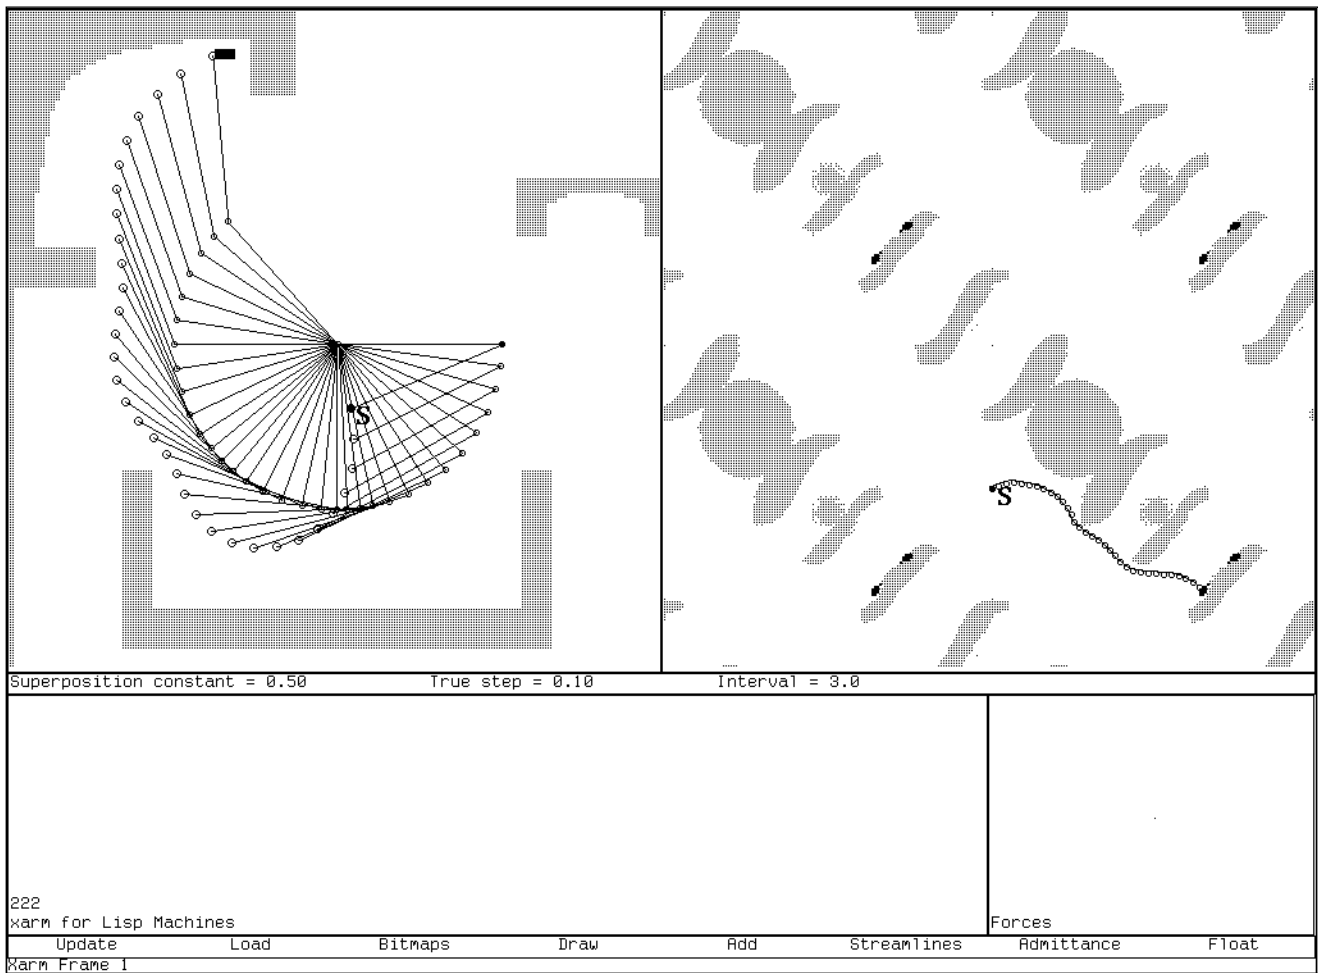 S
S
Superposition constant = 0.50 True step = 0.10 Interval = 3.0
222
xarm for Lisp Machines
Forces
Update Load Bitmaps Draw Add Streamlines Admittance Float
Xarm Frame 1